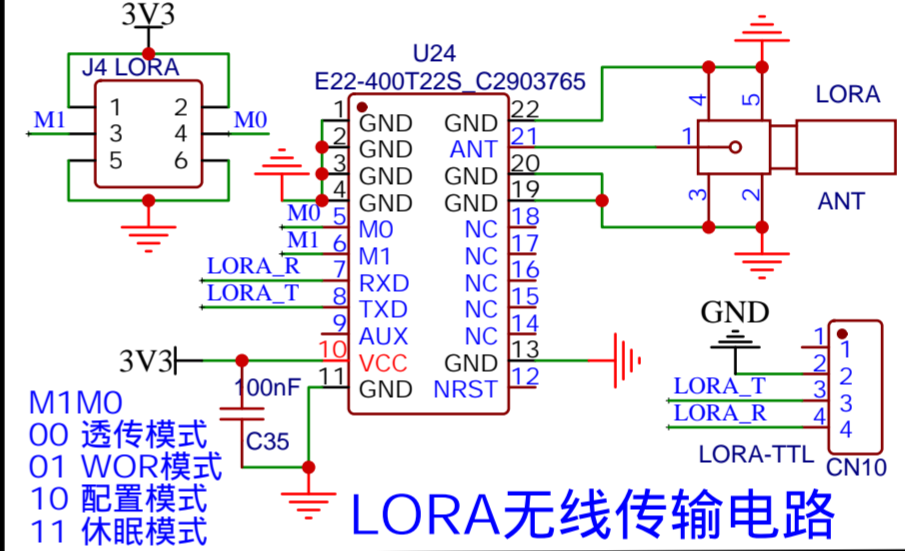 3V3
J4 LORA
1 2
M1 3 4 M0
5 6
U24
E22-400T22S_C2903765
1 GND GND 22
2 GND ANT 21
3 GND GND 20
4 GND GND 19
M0 5 M0 NC 18
M1 6 M1 NC 17
LORA_R 7 RXD NC 16
LORA_T 8 TXD NC 15
9 AUX NC 14
3V3 10 VCC GND 13
11 GND NRST 12
100nF
C35
4 5
LORA
1
3 2
ANT
GND
1 1
2 2
LORA_T 3 3
LORA_R 4 4
LORA-TTL CN10
M1M0
00 透传模式
01 WOR模式
10 配置模式
11 休眠模式
LORA无线传输电路